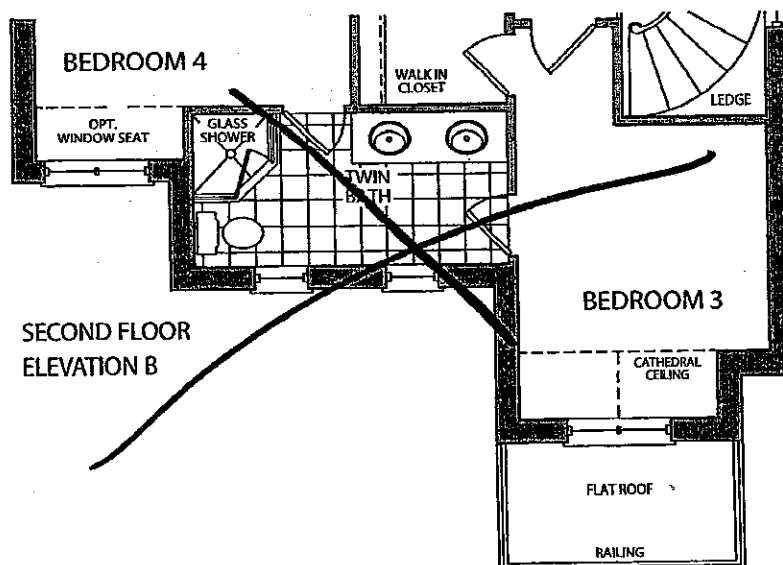 BEDROOM 4
WALK IN
CLOSET
LEDGE
OPT.
WINDOW SEAT
GLASS
SHOWER
TWIN
BATH
BEDROOM 3
SECOND FLOOR
ELEVATION B
CATHEDRAL
CEILING
FLAT ROOF
RAILING